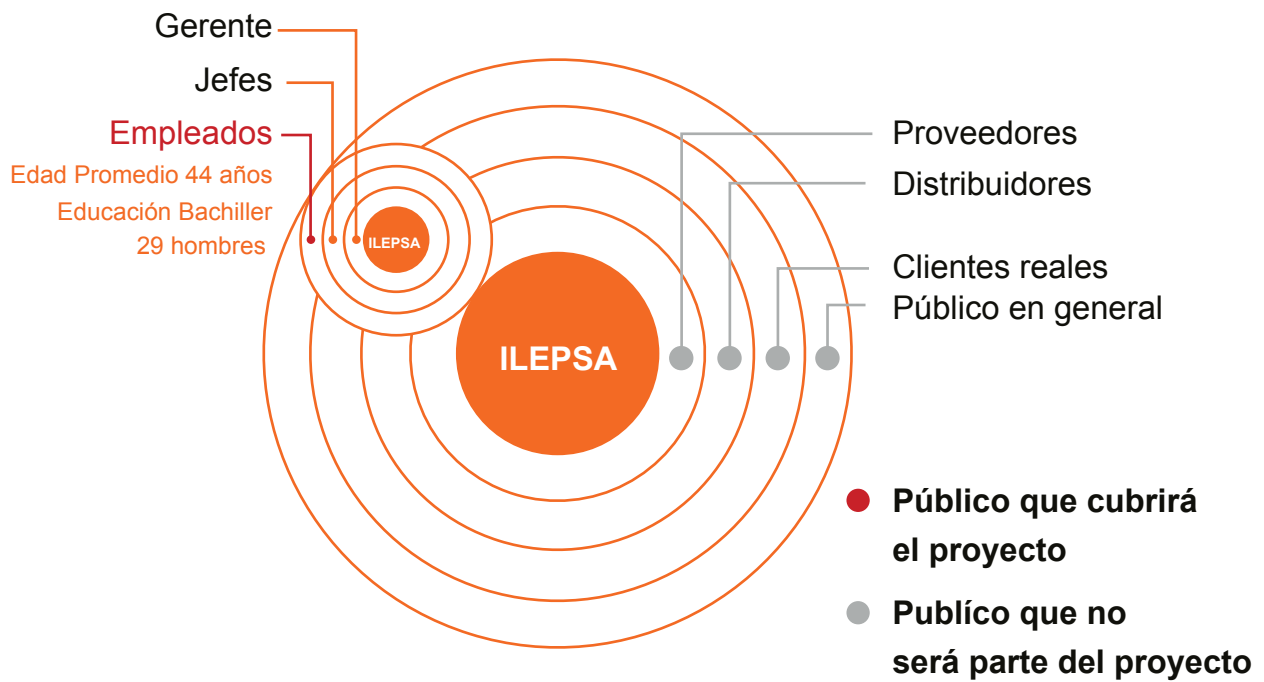 Gerente
Jefes
Empleados
Edad Promedio 44 años
Educación Bachiller
29 hombres
ILEPSA
ILEPSA
Proveedores
Distribuidores
Clientes reales
Público en general
Público que cubrirá
el proyecto
Publíco que no
será parte del proyecto